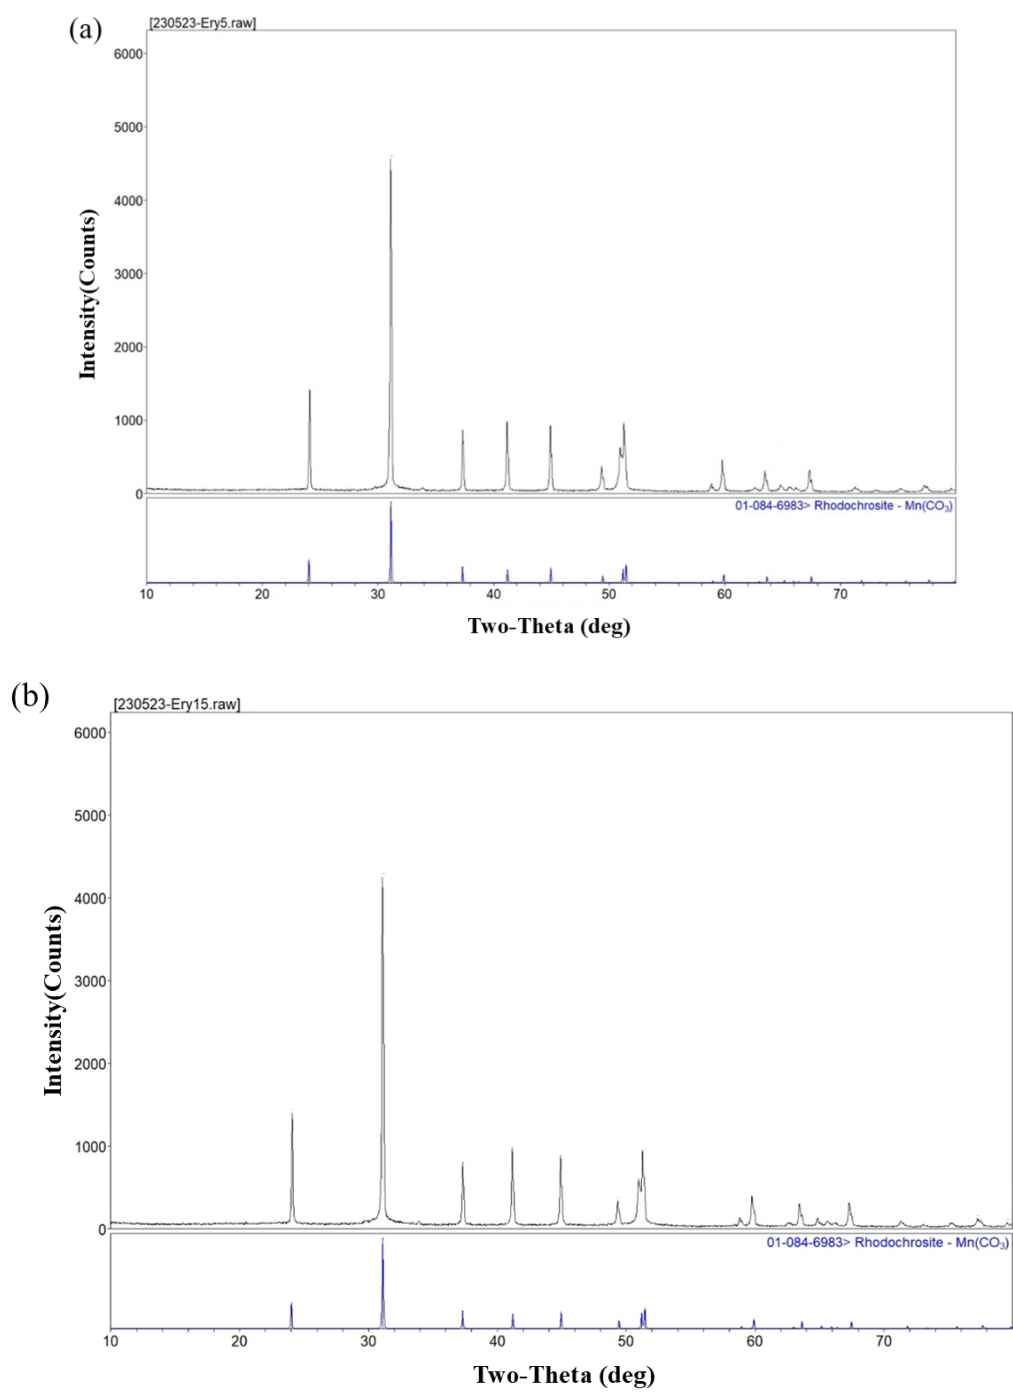 (a)
[230523-Ery5.raw]
6000
5000
4000
3000
2000
1000
0
Intensity(Counts)
01-084-6983> Rhodochrosite - Mn(CO₃)
10 20 30 40 50 60 70
Two-Theta (deg)
(b)
[230523-Ery15.raw]
6000
5000
4000
3000
2000
1000
0
Intensity(Counts)
01-084-6983> Rhodochrosite - Mn(CO₃)
10 20 30 40 50 60 70
Two-Theta (deg)